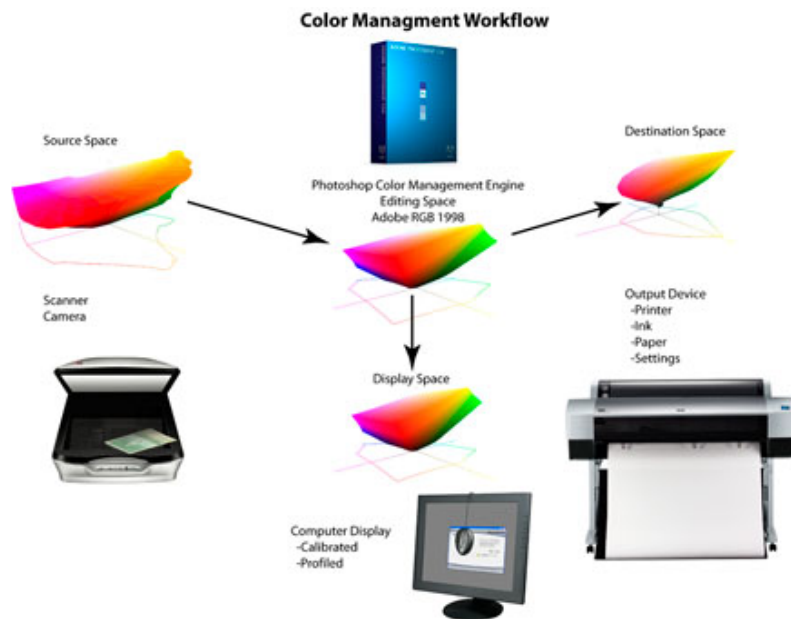 Color Managment Workflow
Source Space
Destination Space
Photoshop Color Management Engine
Editing Space
Adobe RGB 1998
Scanner
Camera
Output Device
-Printer
-Ink
-Paper
-Settings
Display Space
Computer Display
-Calibrated
-Profiled